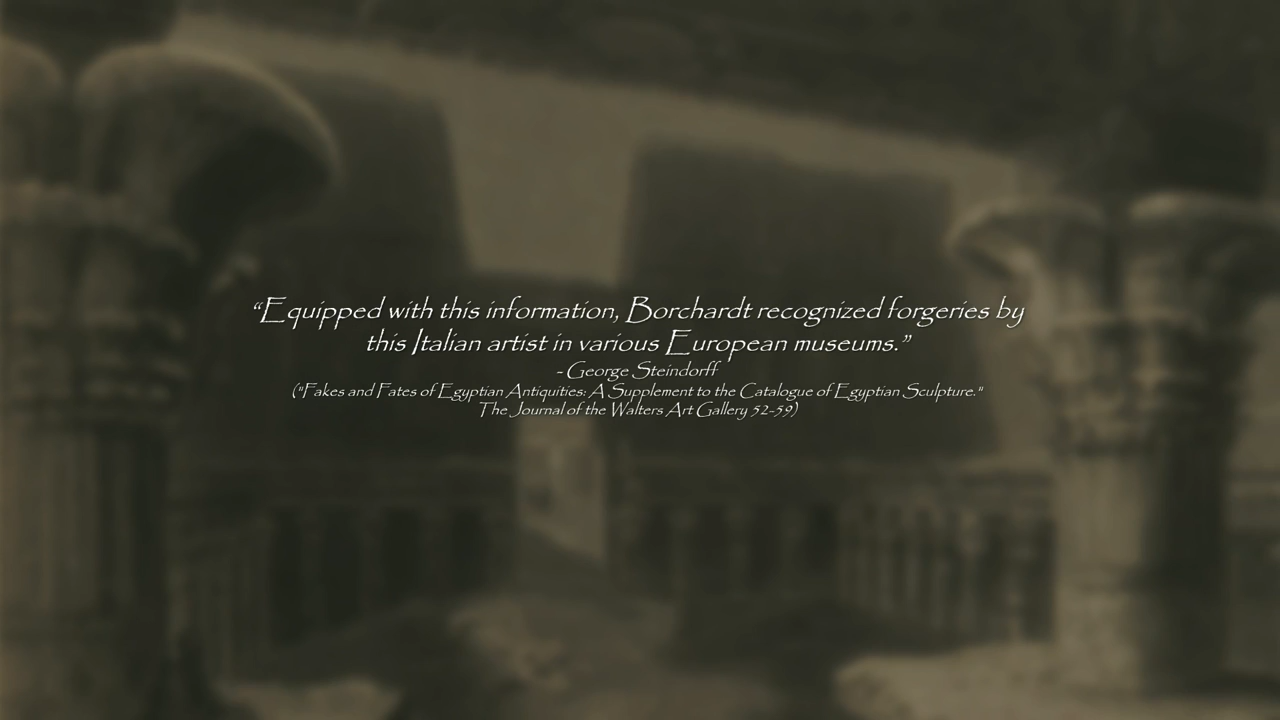 “Equipped with this information, Borchardt recognized forgeries by
this Italian artist in various European museums.”
- George Steindorff
("Fakes and Fates of Egyptian Antiquities: A Supplement to the Catalogue of Egyptian Sculpture."
The Journal of the Walters Art Gallery 52-59)